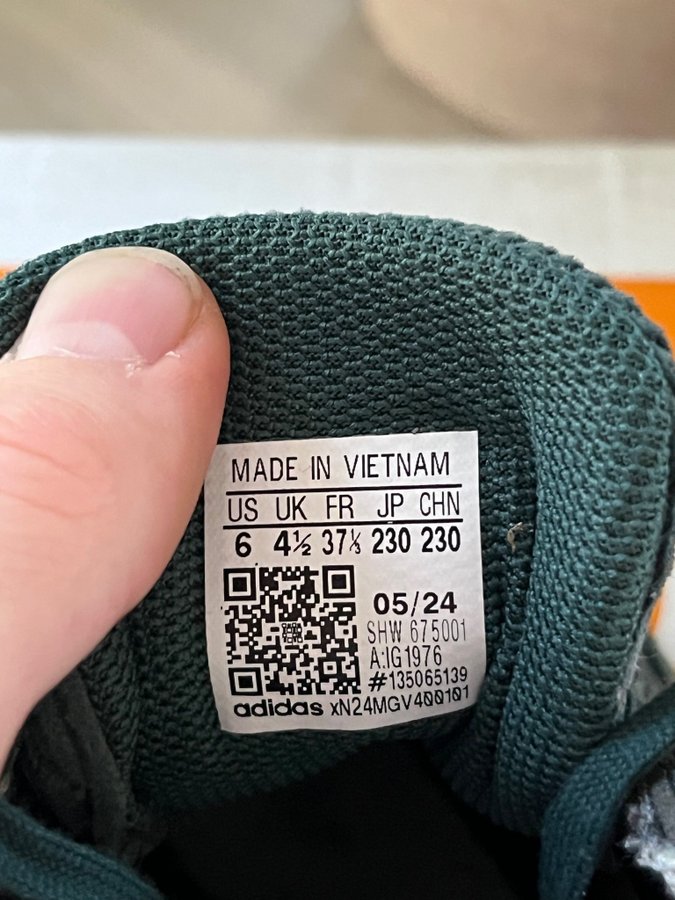 MADE IN VIETNAM
US UK FR JP CHN
6 4½ 37⅓ 230 230
05/24
SHW 675001
A:IG1976
#135065139
adidas xN24MGV400101